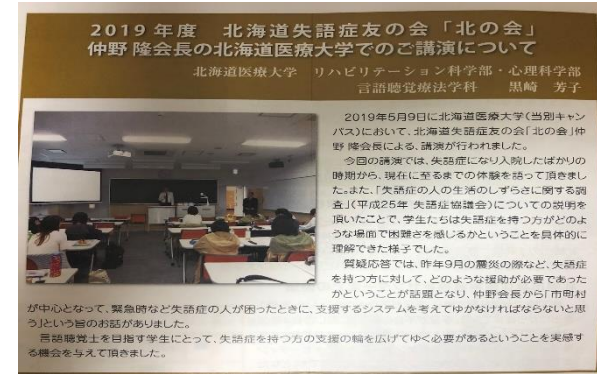 2019年度 北海道失語症友の会「北の会」
仲野 隆会長の北海道医療大学でのご講演について
北海道医療大学 リハビリテーション科学部・心理科学部
言語聴覚療法学科 黒崎 芳子
2019年5月9日に北海道医療大学(当別キャン
パス)において、北海道失語症友の会「北の会」仲
野 隆会長による、講演が行われました。
今回の講演では、失語症になり入院したばかりの
時期から、現在に至るまでの体験を語って頂きまし
た。また、「失語症の人の生活のしずらさに関する調
査」(平成25年 失語症協議会)についての説明を
頂いたことで、学生たちは失語症を持つ方がどのよ
うな場面で困難さを感じるかということを具体的に
理解できた様子でした。
質疑応答では、昨年9月の震災の際など、失語症
を持つ方に対して、どのような援助が必要であった
かということが話題となり、仲野会長から「市町村
が中心となって、緊急時など失語症の人が困ったときに、支援するシステムを考えてゆかなければならないと思
う」という旨のお話がありました。
言語聴覚士を目指す学生にとって、失語症を持つ方の支援の輪を広げてゆく必要があるということを実感す
る機会を与えて頂きました。